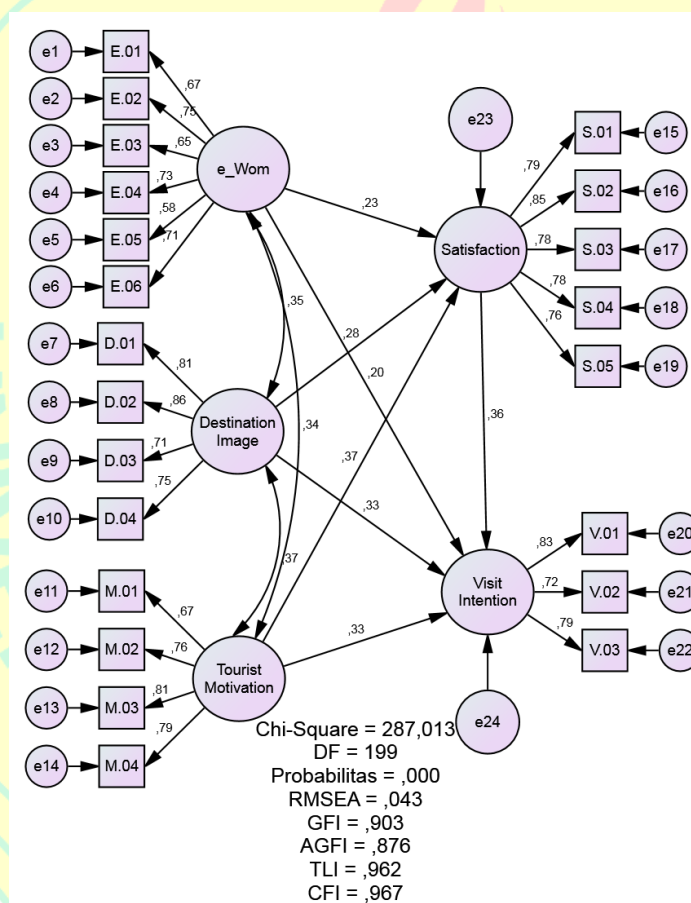 e1
E.01
e2
E.02
e3
E.03
e4
E.04
e5
E.05
e6
E.06
,67
,75
,65
,73
,58
,71
e_Wom
e23
,23
S.01
e15
S.02
e16
S.03
e17
S.04
e18
S.05
e19
,79
,85
,78
,78
,76
Satisfaction
,35
,28
,20
,34
,37
,36
e7
D.01
e8
D.02
e9
D.03
e10
D.04
,81
,86
,71
,75
Destination
Image
,33
,37
e11
M.01
e12
M.02
e13
M.03
e14
M.04
,67
,76
,81
,79
Tourist
Motivation
,33
Visit
Intention
,83
,72
,79
V.01
e20
V.02
e21
V.03
e22
e24
Chi-Square = 287,013
DF = 199
Probabilitas = ,000
RMSEA = ,043
GFI = ,903
AGFI = ,876
TLI = ,962
CFI = ,967